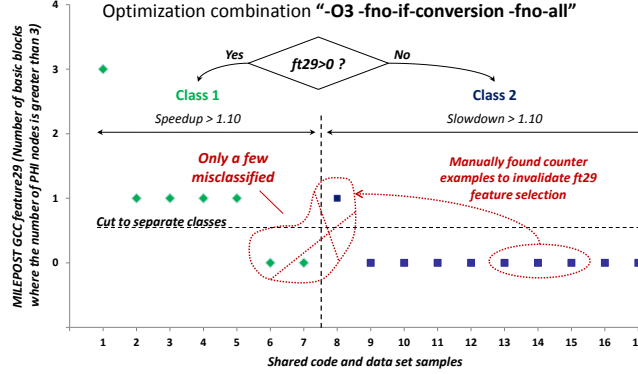 Optimization combination “-O3 -fno-if-conversion -fno-all”
MILEPOST GCC feature29 (Number of basic blocks
where the number of PHI nodes is greater than 3)
4
3
2
1
0
Yes
ft29>0 ?
No
Class 1
Class 2
Speedup > 1.10
Slowdown > 1.10
Only a few
misclassified
Manually found counter
examples to invalidate ft29
feature selection
Cut to separate classes
1 2 3 4 5 6 7 8 9 10 11 12 13 14 15 16
Shared code and data set samples